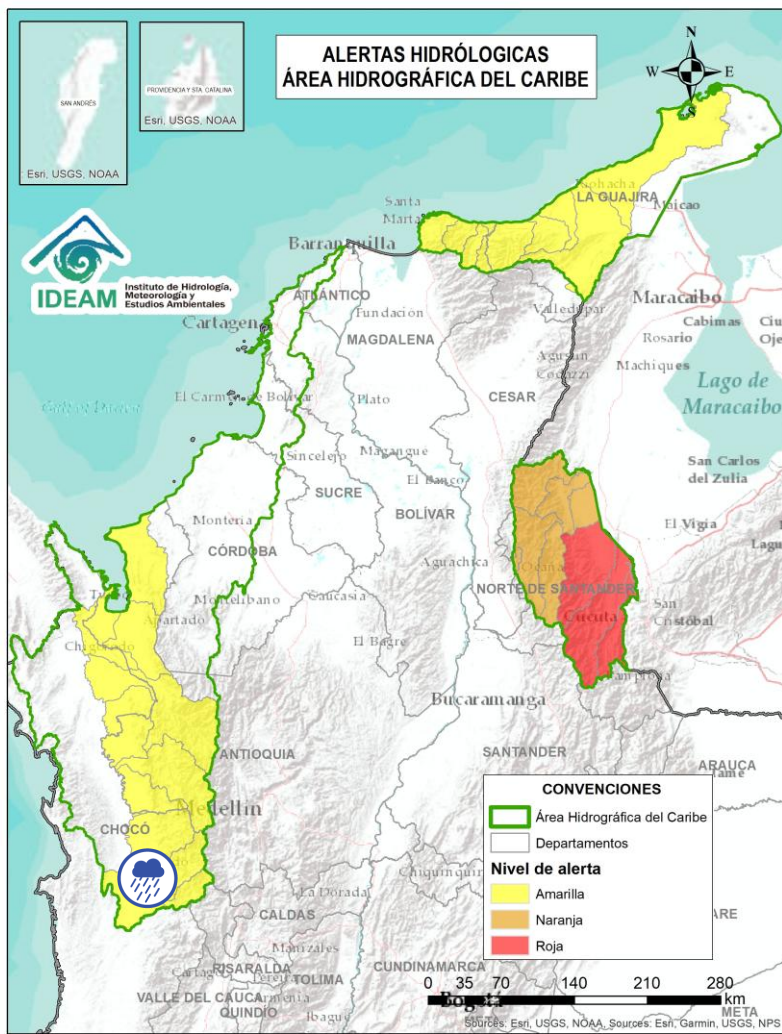 ALERTAS HIDRÓLOGICAS
ÁREA HIDROGRÁFICA DEL CARIBE
N
W
E
S
SAN ANDRÉS
Esri, USGS, NOAA
PROVIDENCIA Y STA. CATALINA
Esri, USGS, NOAA
IDEAM
Instituto de Hidrología,
Meteorología y
Estudios Ambientales
LA GUAJIRA
Maicao
Santa
Marta
Barranquilla
ATLÁNTICO
Fundación
Valledupar
Maracaibo
Cabimas
Rosario
Machiques
MAGDALENA
Lago de
Maracaibo
CESAR
El Carmen de Bolívar
Plato
Sincelejo
Magangue
SUCRE
El Banco
BOLÍVAR
San Carlos
del Zulia
El Vigia
Montería
CÓRDOBA
Aguachica
Ocaña
NORTE DE SANTANDER
Cúcuta
San
Cristóbal
Montelibano
Caucasia
Apartado
El Bagre
Bucaramanga
ANTIOQUIA
SANTANDER
ARAUCA
Medellín
CHOCÓ
La Dorada
CALDAS
Manizales
RISARALDA
TOLIMA
CUNDINAMARCA
VALLE DEL CAUCA
QUINDÍO
Ibague
Bogotá
META
CONVENCIONES
Área Hidrográfica del Caribe
Departamentos
Nivel de alerta
Amarilla
Naranja
Roja
0 35 70 140 210 280
km
Sources: Esri, USGS, NOAA, Sources: Esri, Garmin, USGS, NPS